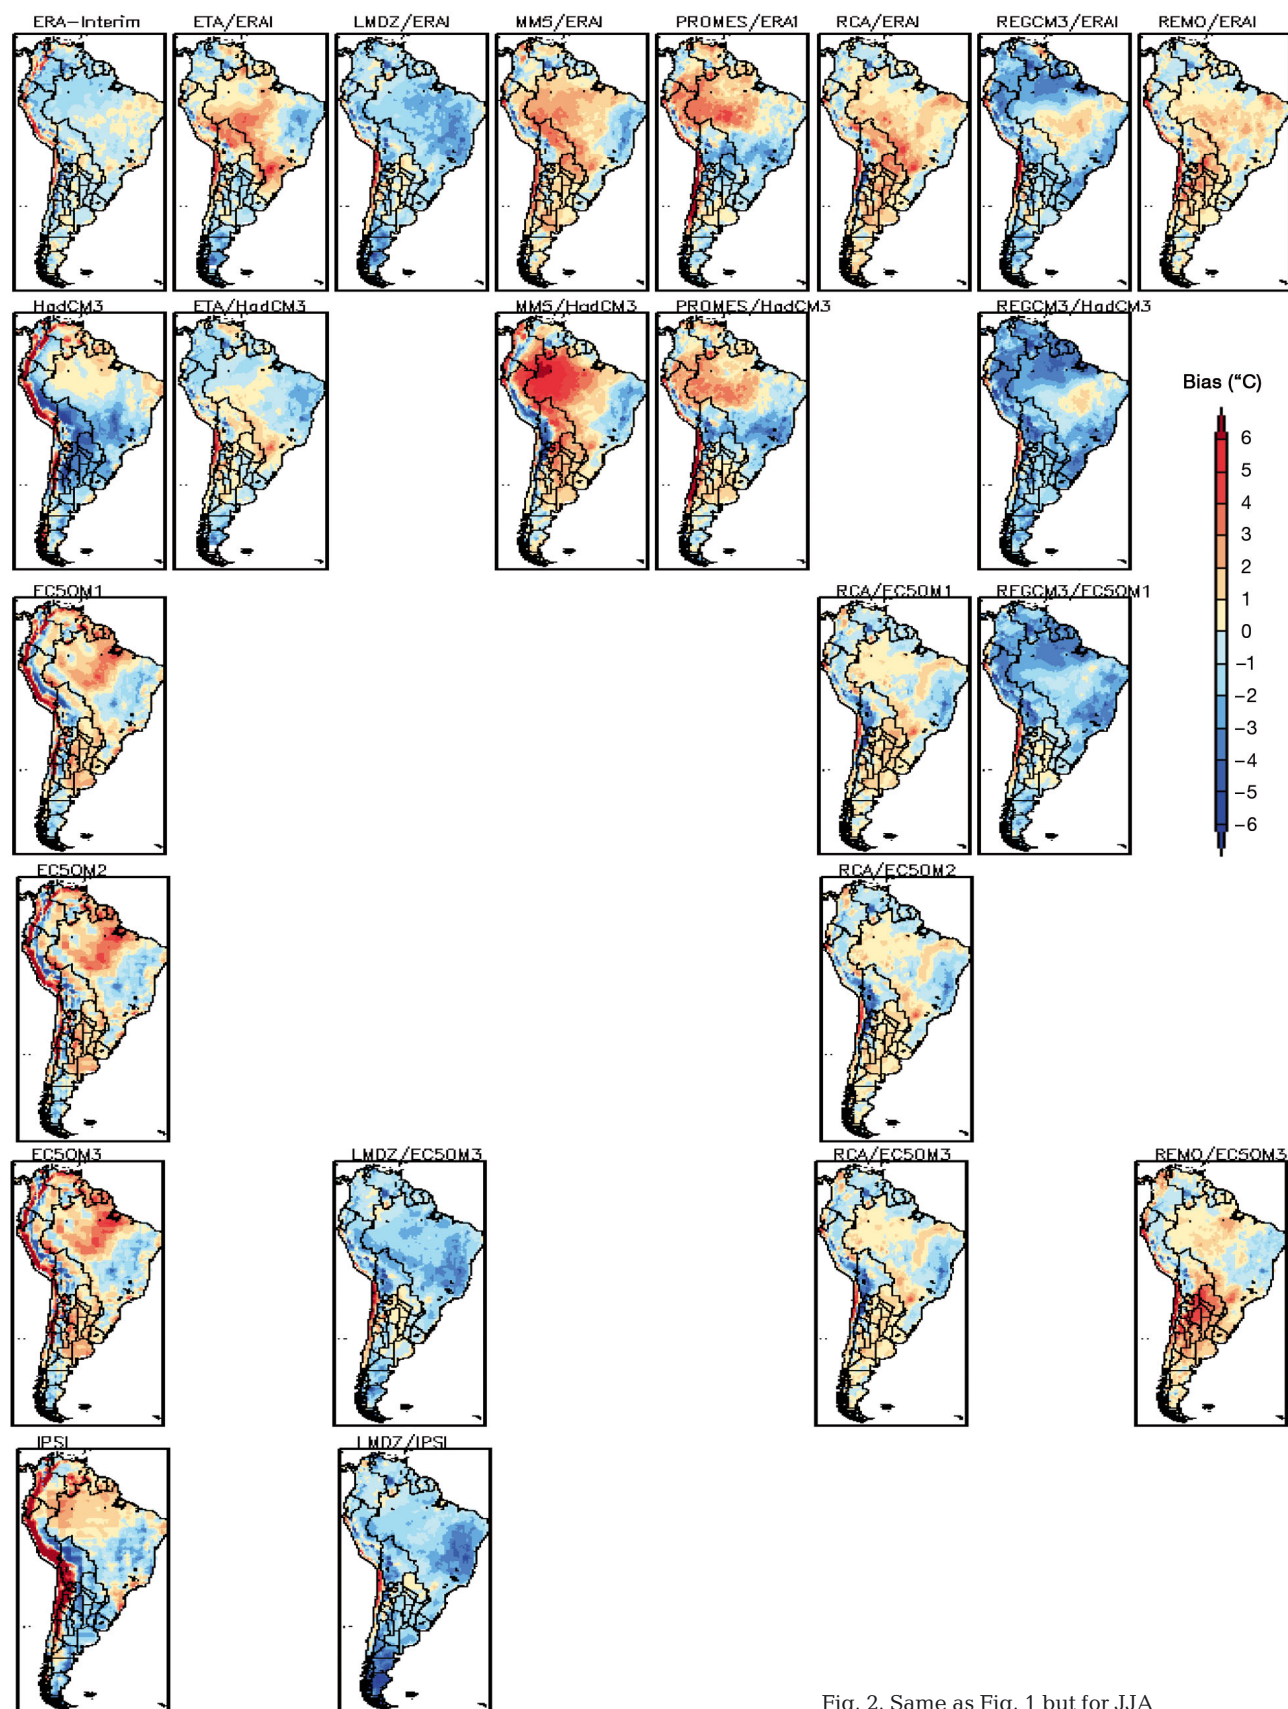 ERA-Interim ETA/ERAI LMDZ/ERAI MM5/ERAI PROMES/ERAI RCA/ERAI REGCM3/ERAI REMO/ERAI
HadCM3 ETA/HadCM3 MM5/HadCM3 PROMES/HadCM3 REGCM3/HadCM3
Bias (°C)
6
5
4
3
2
1
0
−1
−2
−3
−4
−5
−6
EC5OM1 RCA/EC5OM1 REGCM3/EC5OM1
EC5OM2 RCA/EC5OM2
EC5OM3 LMDZ/EC5OM3 RCA/EC5OM3 REMO/EC5OM3
IPSL LMDZ/IPSL
Fig. 2. Same as Fig. 1 but for JJA